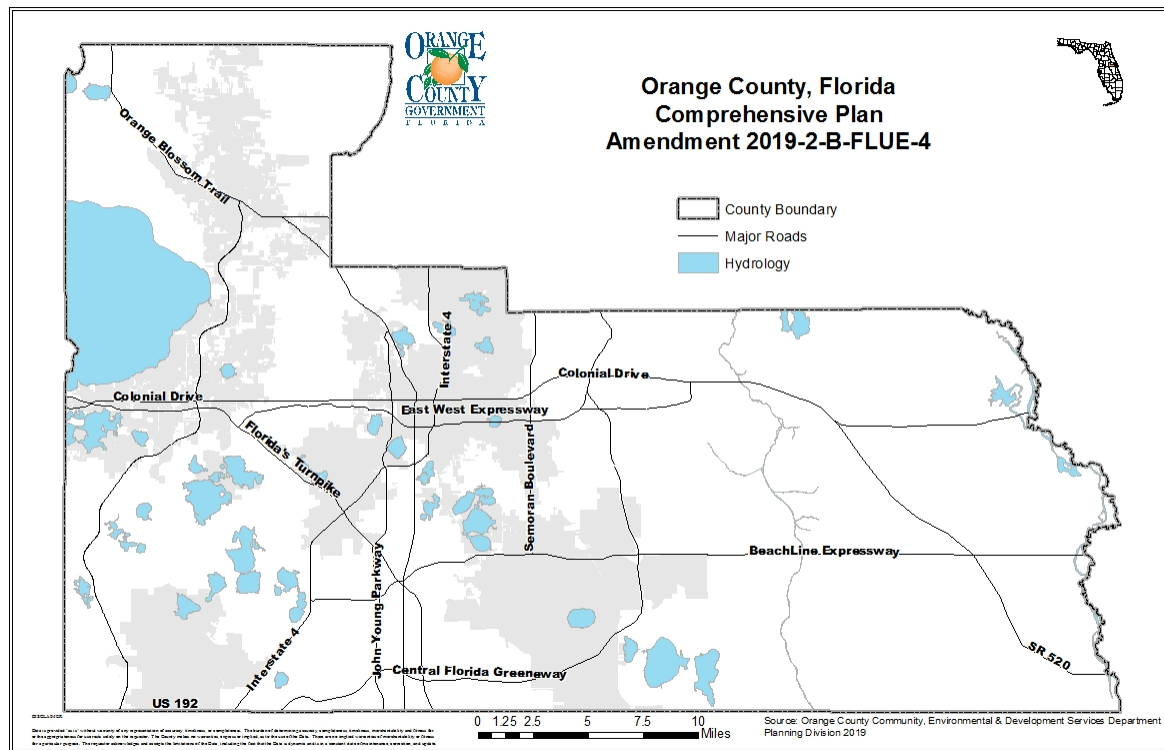 ORANGE
COUNTY
GOVERNMENT
FLORIDA
Orange County, Florida
Comprehensive Plan
Amendment 2019-2-B-FLUE-4
County Boundary
Major Roads
Hydrology
Orange Blossom Trail
Interstate 4
Colonial Drive
Colonial Drive
East West Expressway
Florida's Turnpike
Semoran Boulevard
John Young Parkway
BeachLine Expressway
Interstate 4
Central Florida Greeneway
SR 520
US 192
DISCLAIMER:
0 1.25 2.5 5 7.5 10
Miles
Source: Orange County Community, Environmental & Development Services Department
Planning Division 2019